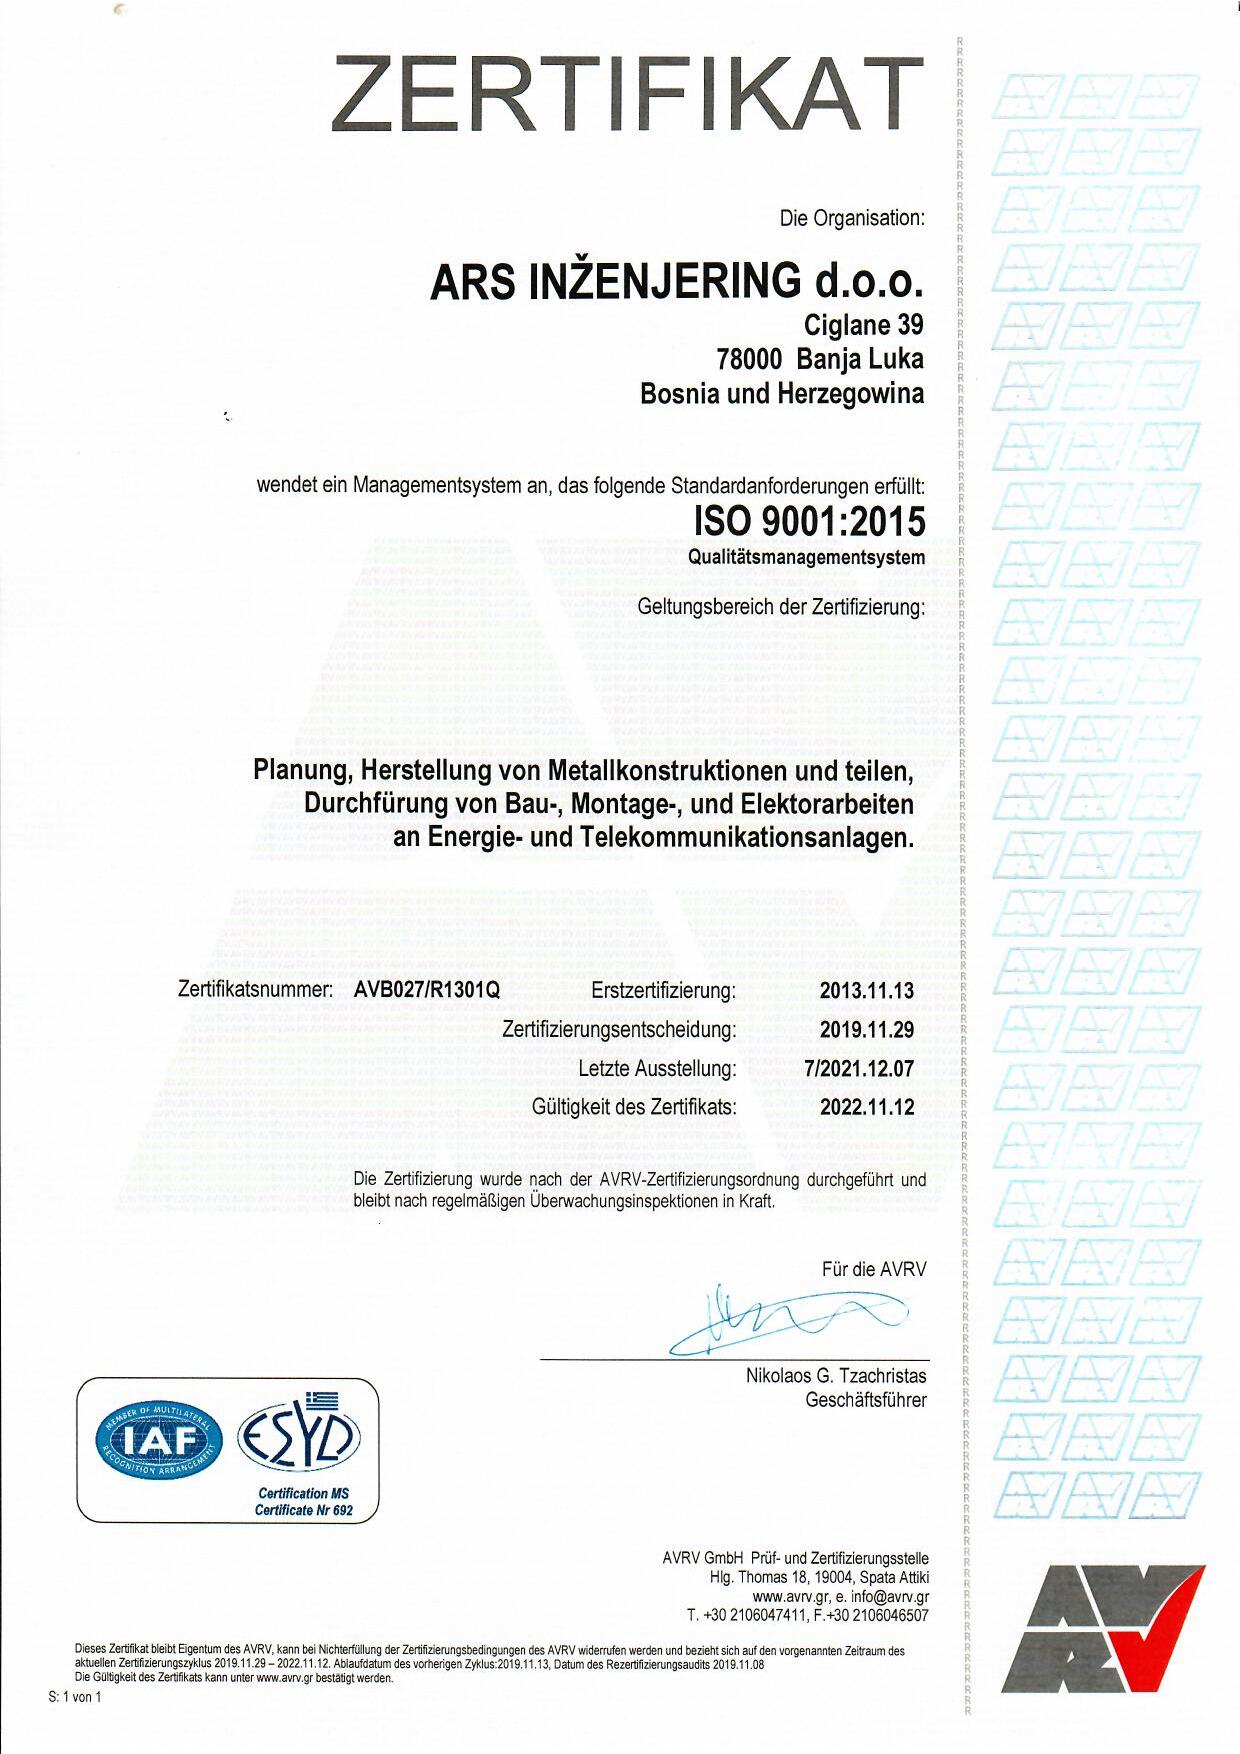 ZERTIFIKAT
Die Organisation:
ARS INŽENJERING d.o.o.
Ciglane 39
78000 Banja Luka
Bosnia und Herzegowina
wendet ein Managementsystem an, das folgende Standardanforderungen erfüllt:
ISO 9001:2015
Qualitätsmanagementsystem
Geltungsbereich der Zertifizierung:
Planung, Herstellung von Metallkonstruktionen und teilen,
Durchfürung von Bau-, Montage-, und Elektorarbeiten
an Energie- und Telekommunikationsanlagen.
Zertifikatsnummer: AVB027/R1301Q Erstzertifizierung: 2013.11.13
Zertifizierungsentscheidung: 2019.11.29
Letzte Ausstellung: 7/2021.12.07
Gültigkeit des Zertifikats: 2022.11.12
Die Zertifizierung wurde nach der AVRV-Zertifizierungsordnung durchgeführt und
bleibt nach regelmäßigen Überwachungsinspektionen in Kraft.
Für die AVRV
Nikolaos G. Tzachristas
Geschäftsführer
MEMBER OF MULTILATERAL
IAF
RECOGNITION ARRANGEMENT
ESYD
Certification MS
Certificate Nr 692
AVRV GmbH Prüf- und Zertifizierungsstelle
Hlg. Thomas 18, 19004, Spata Attiki
www.avrv.gr, e. info@avrv.gr
T. +30 2106047411, F.+30 2106046507
Dieses Zertifikat bleibt Eigentum des AVRV, kann bei Nichterfüllung der Zertifizierungsbedingungen des AVRV widerrufen werden und bezieht sich auf den vorgenannten Zeitraum des
aktuellen Zertifizierungszyklus 2019.11.29 – 2022.11.12. Ablaufdatum des vorherigen Zyklus:2019.11.13, Datum des Rezertifizierungsaudits 2019.11.08
Die Gültigkeit des Zertifikats kann unter www.avrv.gr bestätigt werden.
S: 1 von 1
AV
RV